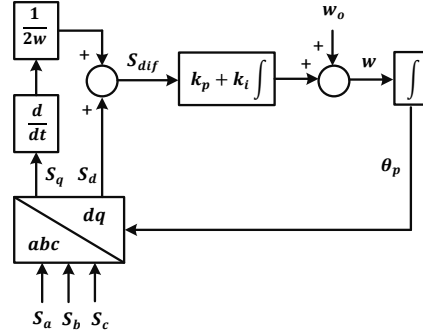 1
2w
+
+
S_dif
k_p + k_i ∫
w_o
+
+
w
∫
d
dt
S_q
S_d
θ_p
dq
abc
S_a
S_b
S_c